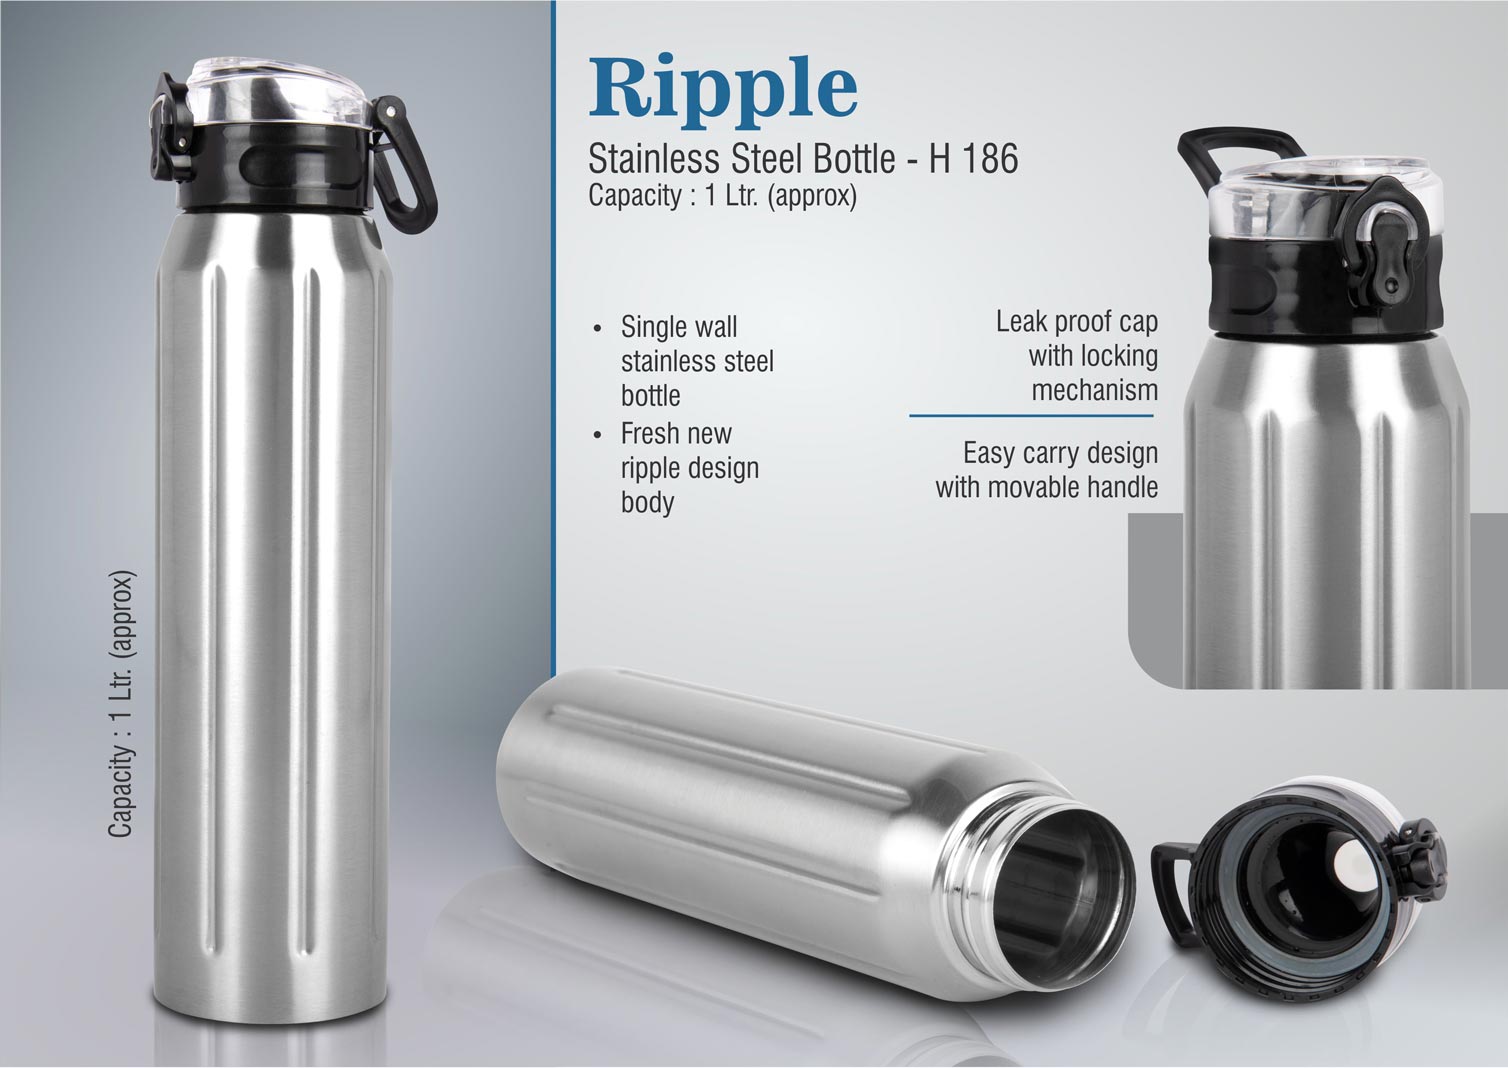 Ripple
Stainless Steel Bottle - H 186
Capacity : 1 Ltr. (approx)
• Single wall
stainless steel
bottle
• Fresh new
ripple design
body
Leak proof cap
with locking
mechanism
Easy carry design
with movable handle
Capacity : 1 Ltr. (approx)